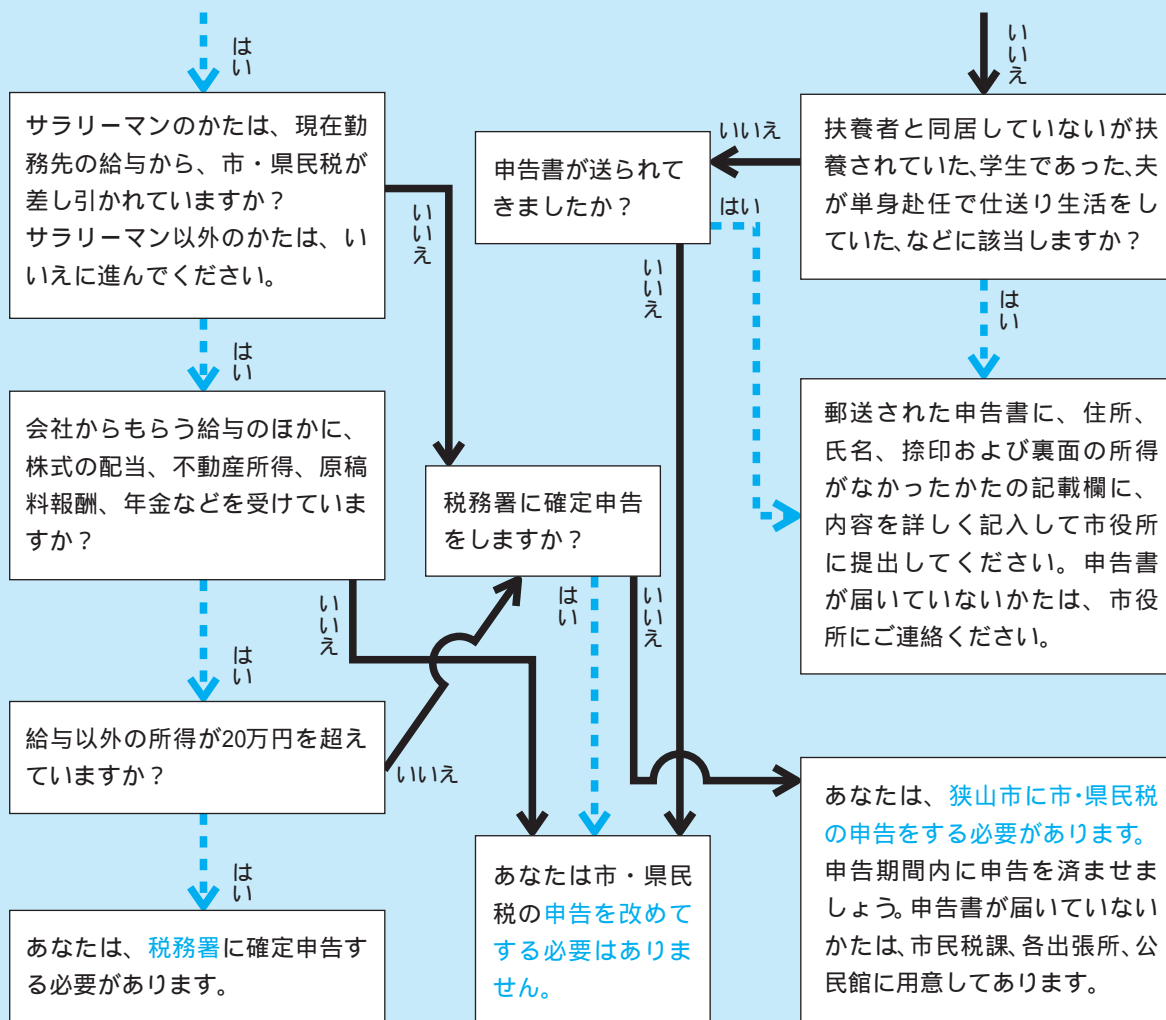 はい
サラリーマンのかたは、現在勤
務先の給与から、市・県民税が
差し引かれていますか？
サラリーマン以外のかたは、い
いえに進んでください。
いいえ
はい
会社からもらう給与のほかに、
株式の配当、不動産所得、原稿
料報酬、年金などを受けていま
すか？
いいえ
はい
給与以外の所得が20万円を超え
ていますか？
いいえ
はい
あなたは、税務署に確定申告す
る必要があります。
税務署に確定申告
をしますか？
はい
いいえ
申告書が送られて
きましたか？
いいえ
はい
いいえ
あなたは市・県民
税の申告を改めて
する必要はありま
せん。
いいえ
扶養者と同居していないが扶
養されていた、学生であった、夫
が単身赴任で仕送り生活をし
ていた、などに該当しますか？
はい
郵送された申告書に、住所、
氏名、捺印および裏面の所得
がなかったかたの記載欄に、
内容を詳しく記入して市役所
に提出してください。申告書
が届いていないかたは、市役
所にご連絡ください。
あなたは、狭山市に市・県民税
の申告をする必要があります。
申告期間内に申告を済ませま
しょう。申告書が届いていない
かたは、市民税課、各出張所、公
民館に用意してあります。